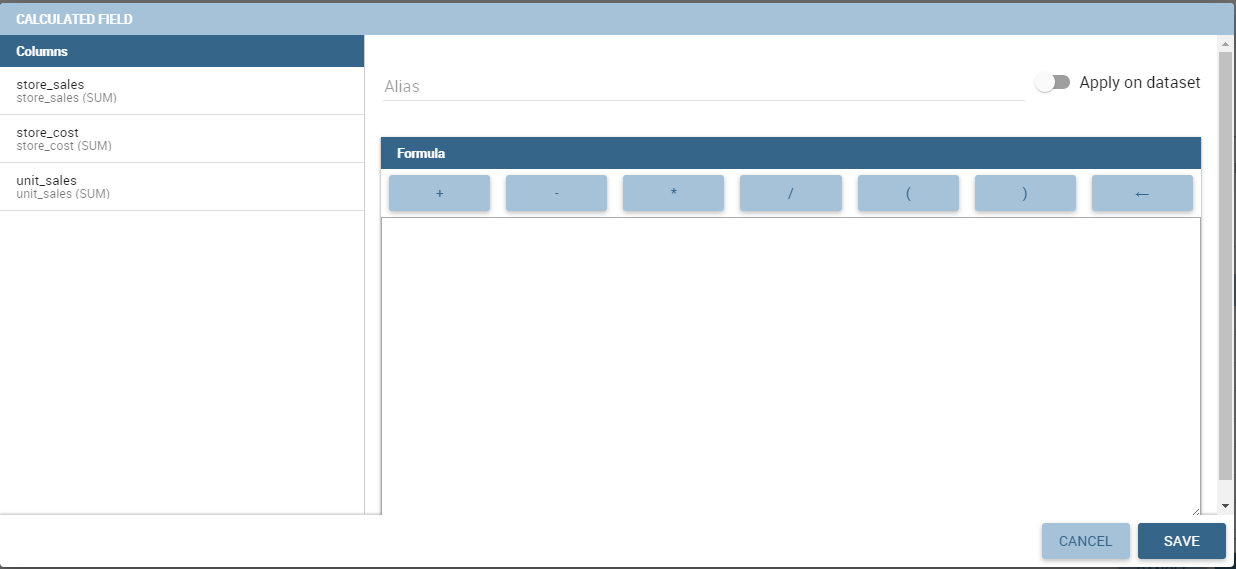 CALCULATED FIELD
Columns
store_sales
store_sales (SUM)
store_cost
store_cost (SUM)
unit_sales
unit_sales (SUM)
Alias
Apply on dataset
Formula
+ - * / ( ) ←
CANCEL SAVE